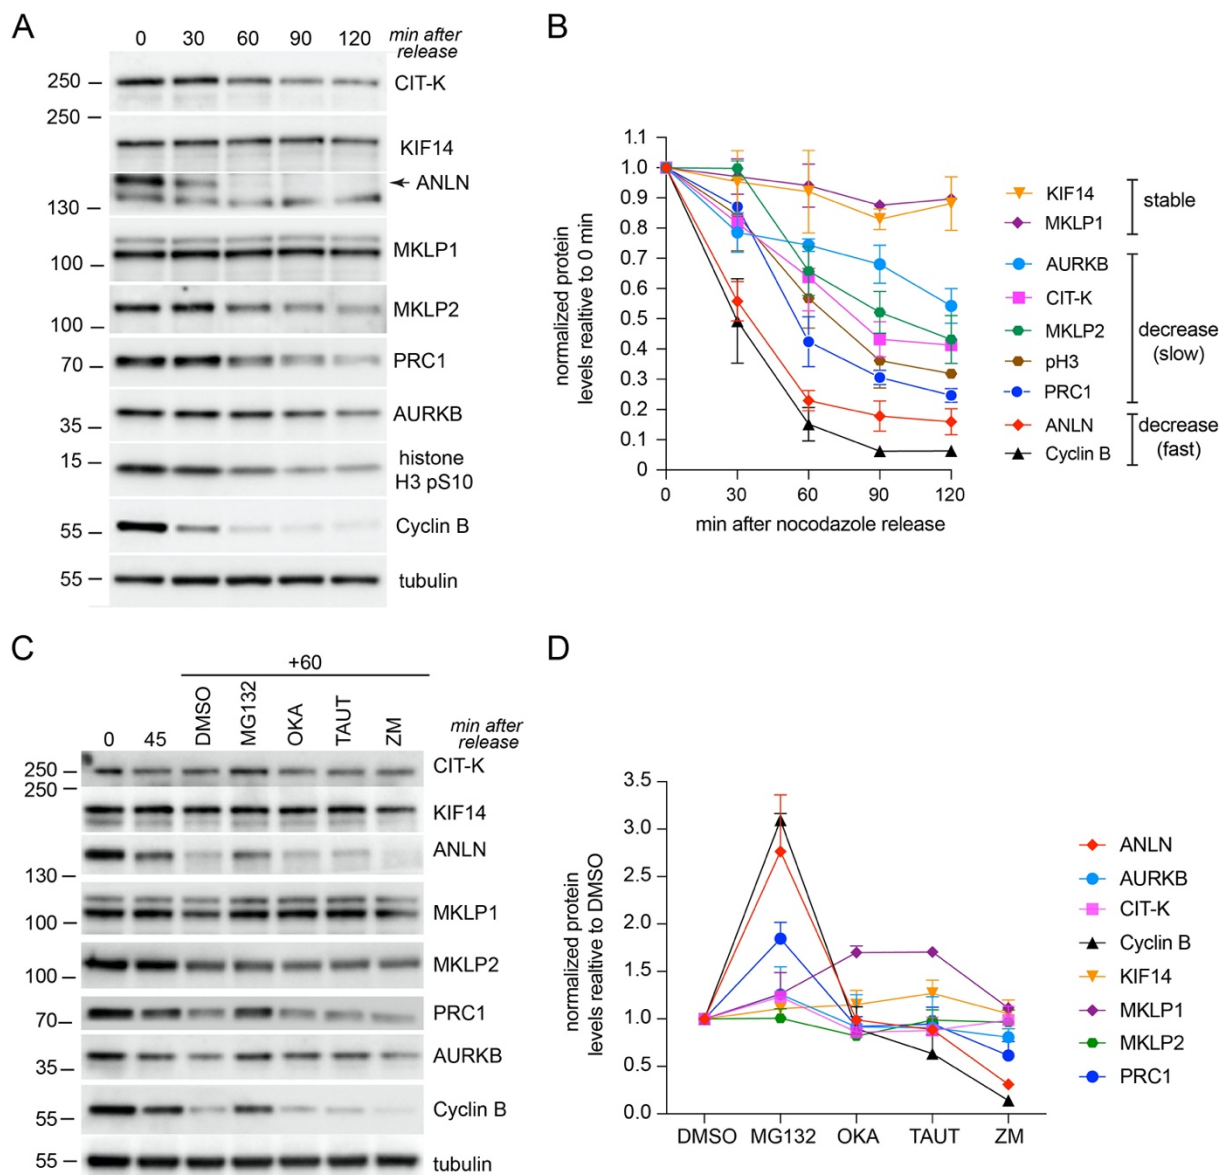 A
0 30 60 90 120 min after
release
250
CIT-K
250
KIF14
ANLN
130
MKLP1
100
MKLP2
100
PRC1
70
AURKB
35
15
histone
H3 pS10
Cyclin B
55
55
tubulin
B
normalized protein
levels realtive to 0 min
1.1
1.0
0.9
0.8
0.7
0.6
0.5
0.4
0.3
0.2
0.1
0
0 30 60 90 120
min after nocodazole release
KIF14
MKLP1
stable
AURKB
CIT-K
MKLP2
pH3
PRC1
decrease
(slow)
ANLN
Cyclin B
decrease
(fast)
C
+60
0 45 DMSO MG132 OKA TAUT ZM min after
release
250
CIT-K
250
KIF14
ANLN
130
MKLP1
100
MKLP2
100
PRC1
70
AURKB
35
Cyclin B
55
55
tubulin
D
normalized protein
levels realtive to DMSO
3.5
3.0
2.5
2.0
1.5
1.0
0.5
0.0
DMSO MG132 OKA TAUT ZM
ANLN
AURKB
CIT-K
Cyclin B
KIF14
MKLP1
MKLP2
PRC1